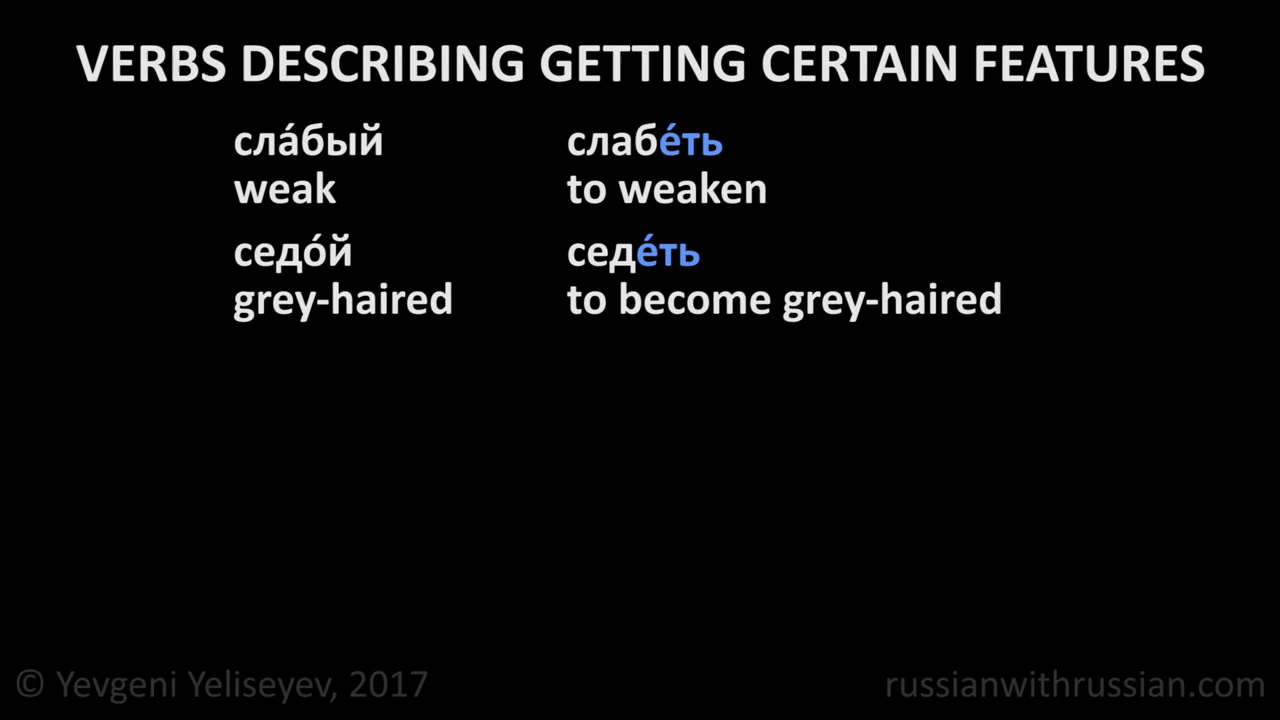 VERBS DESCRIBING GETTING CERTAIN FEATURES
сла́бый слабе́ть
weak to weaken
седо́й седе́ть
grey-haired to become grey-haired
© Yevgeni Yeliseyev, 2017 russianwithrussian.com